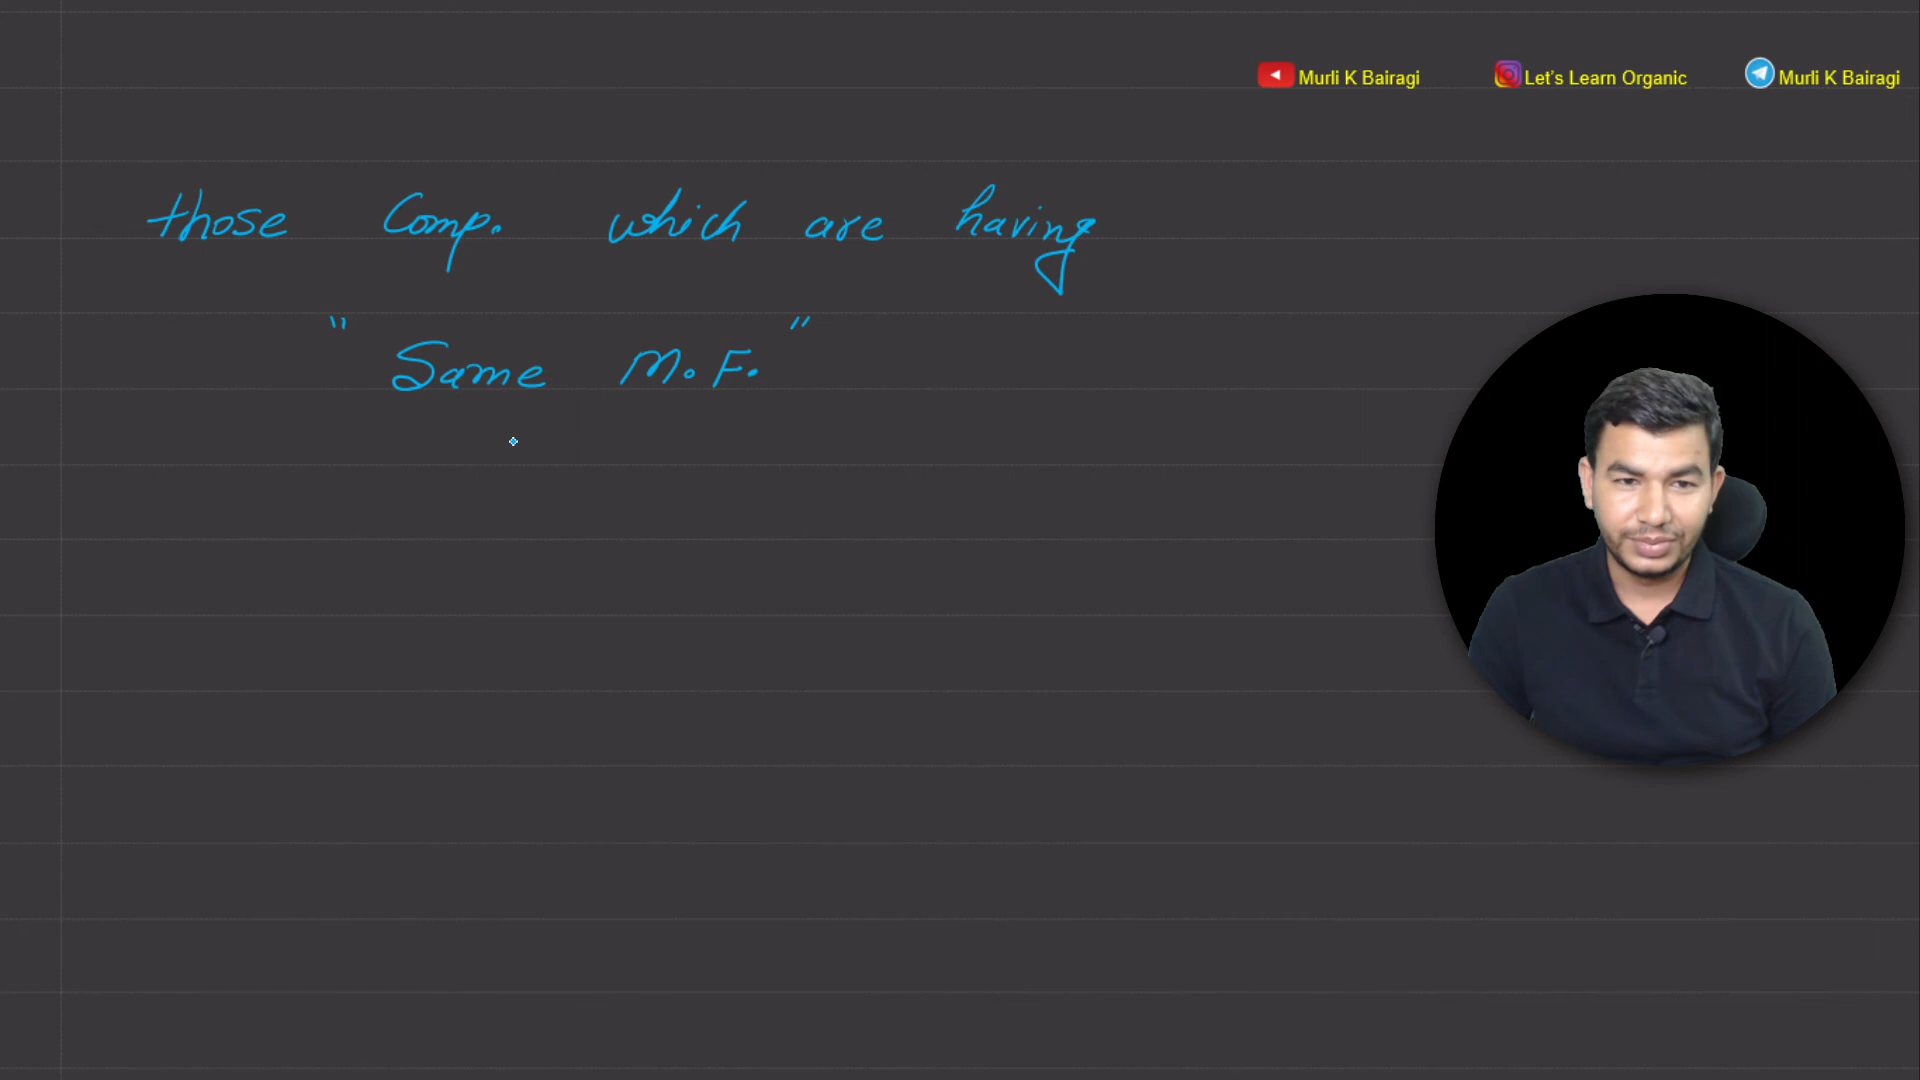 Murli K Bairagi Let's Learn Organic Murli K Bairagi
those Comp. which are having
" Same M.F. "